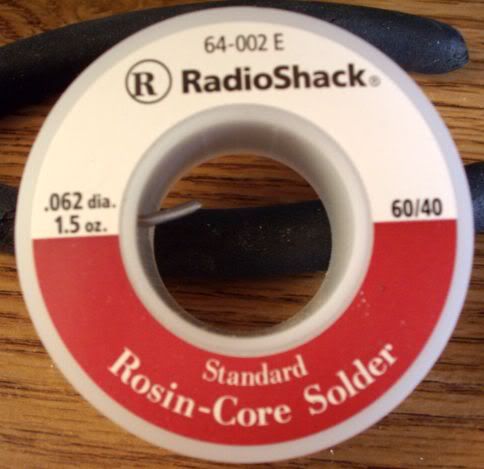 64-002 E
R RadioShack®
.062 dia.
1.5 oz.
60/40
Standard
Rosin-Core Solder